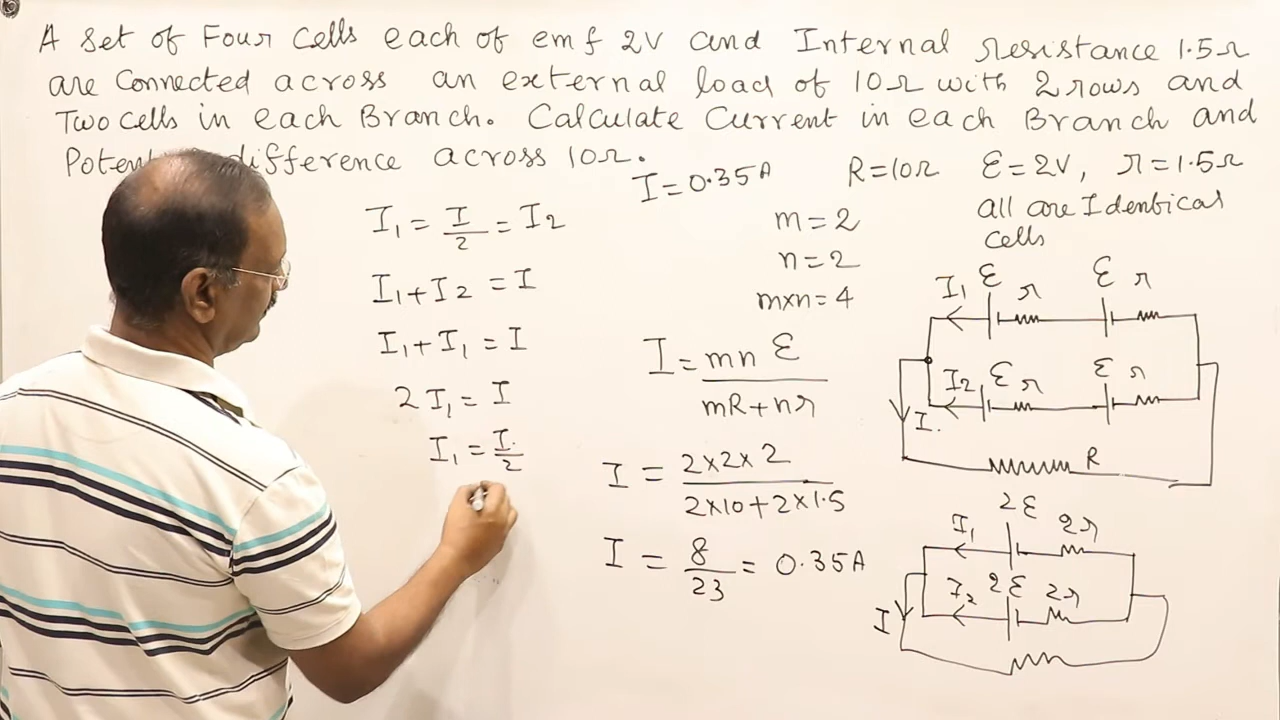 A Set of Four Cells each of emf 2V and Internal resistance 1.5Ω
are Connected across an external load of 10Ω with 2 rows and
Two Cells in each Branch. Calculate Current in each Branch and
difference across 10Ω.
I = 0.35A
R = 10Ω ε = 2V, r = 1.5Ω
all are Identical
cells
m = 2
n = 2
m×n = 4
I₁ = I/2 = I₂
I₁ + I₂ = I
I₁ + I₁ = I
2I₁ = I
I₁ = I/2
I = mn ε / mR + nr
I = 2×2×2 / 2×10 + 2×1.5
I = 8/23 = 0.35A
I₁ ε r ε r
I₂ ε r ε r
I.
R
2ε
I₁ 2r
I₂ 2ε 2r
I